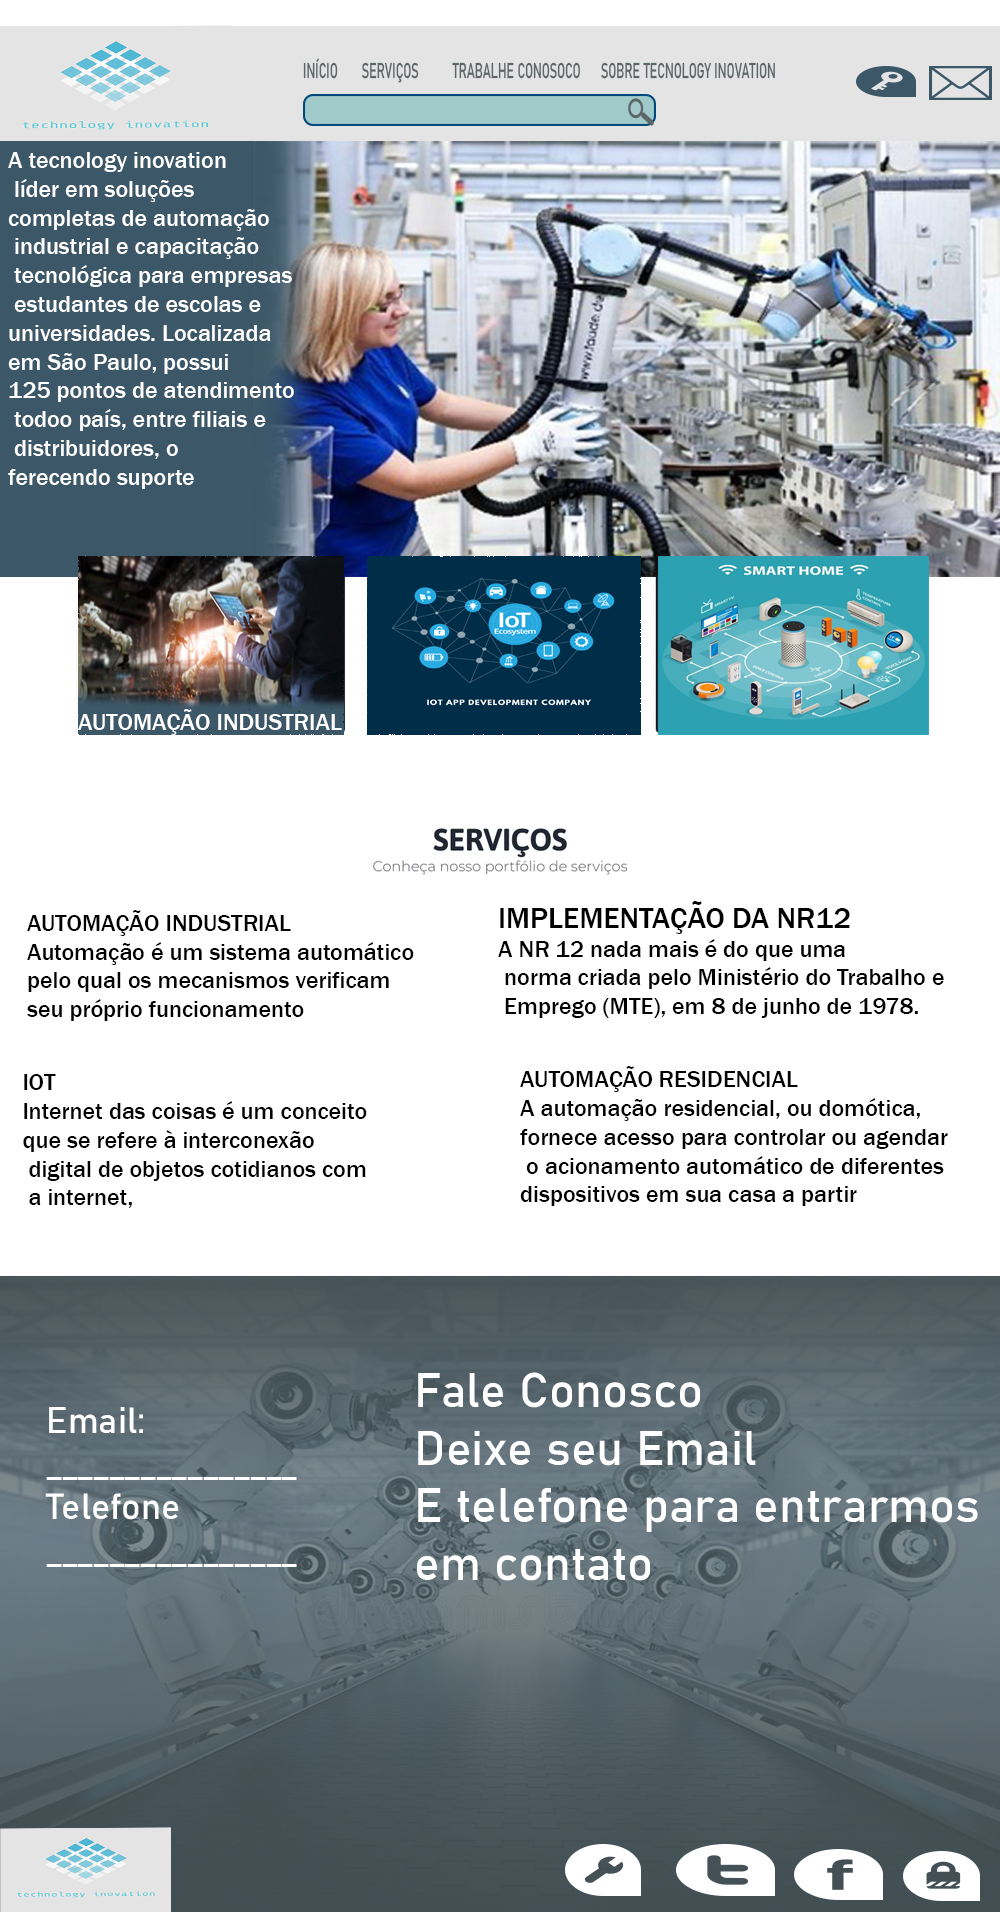 technology inovation
INÍCIO SERVIÇOS TRABALHE CONOSOCO SOBRE TECNOLOGY INOVATION
A tecnology inovation
líder em soluções
completas de automação
industrial e capacitação
tecnológica para empresas
estudantes de escolas e
universidades. Localizada
em São Paulo, possui
125 pontos de atendimento
todoo país, entre filiais e
distribuidores, o
ferecendo suporte
AUTOMAÇÃO INDUSTRIAL
IoT
Ecosystem
IOT APP DEVELOPMENT COMPANY
SMART HOME
SMART TV
TEMPERATURE
CONTROL
SERVIÇOS
Conheça nosso portfólio de serviços
AUTOMAÇÃO INDUSTRIAL
Automação é um sistema automático
pelo qual os mecanismos verificam
seu próprio funcionamento
IMPLEMENTAÇÃO DA NR12
A NR 12 nada mais é do que uma
norma criada pelo Ministério do Trabalho e
Emprego (MTE), em 8 de junho de 1978.
IOT
Internet das coisas é um conceito
que se refere à interconexão
digital de objetos cotidianos com
a internet,
AUTOMAÇÃO RESIDENCIAL
A automação residencial, ou domótica,
fornece acesso para controlar ou agendar
o acionamento automático de diferentes
dispositivos em sua casa a partir
Email:
________________
Telefone
________________
Fale Conosco
Deixe seu Email
E telefone para entrarmos
em contato
technology inovation